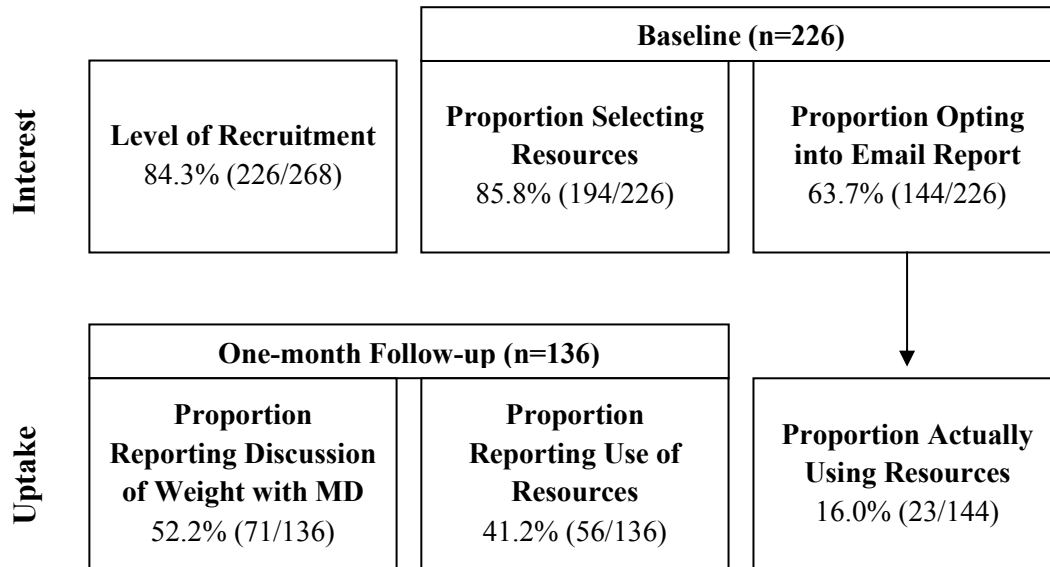 Interest
Baseline (n=226)
Level of Recruitment
84.3% (226/268)
Proportion Selecting
Resources
85.8% (194/226)
Proportion Opting
into Email Report
63.7% (144/226)
Uptake
One-month Follow-up (n=136)
Proportion
Reporting Discussion
of Weight with MD
52.2% (71/136)
Proportion
Reporting Use of
Resources
41.2% (56/136)
Proportion Actually
Using Resources
16.0% (23/144)